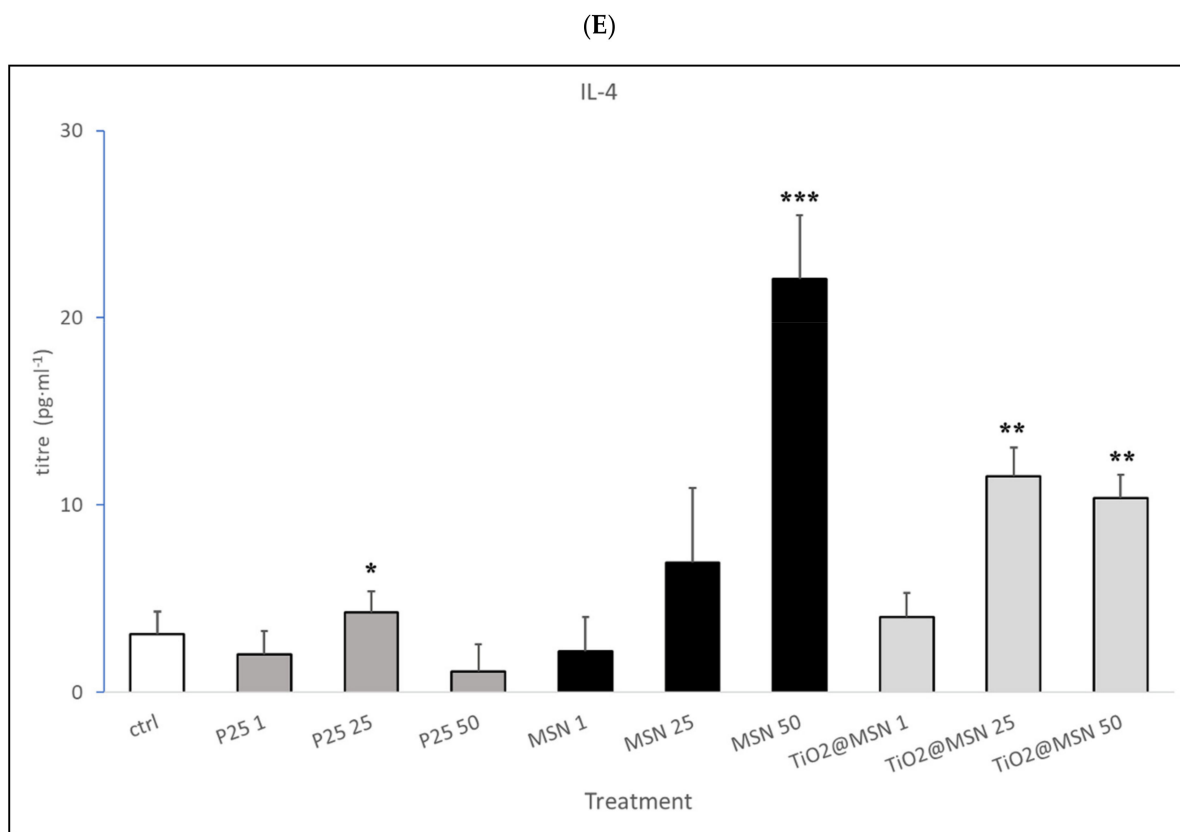 (E)
IL-4
30
20
10
0
titre (pg·ml⁻¹)
***
**
**
*
ctrl
P25 1
P25 25
P25 50
MSN 1
MSN 25
MSN 50
TiO2@MSN 1
TiO2@MSN 25
TiO2@MSN 50
Treatment